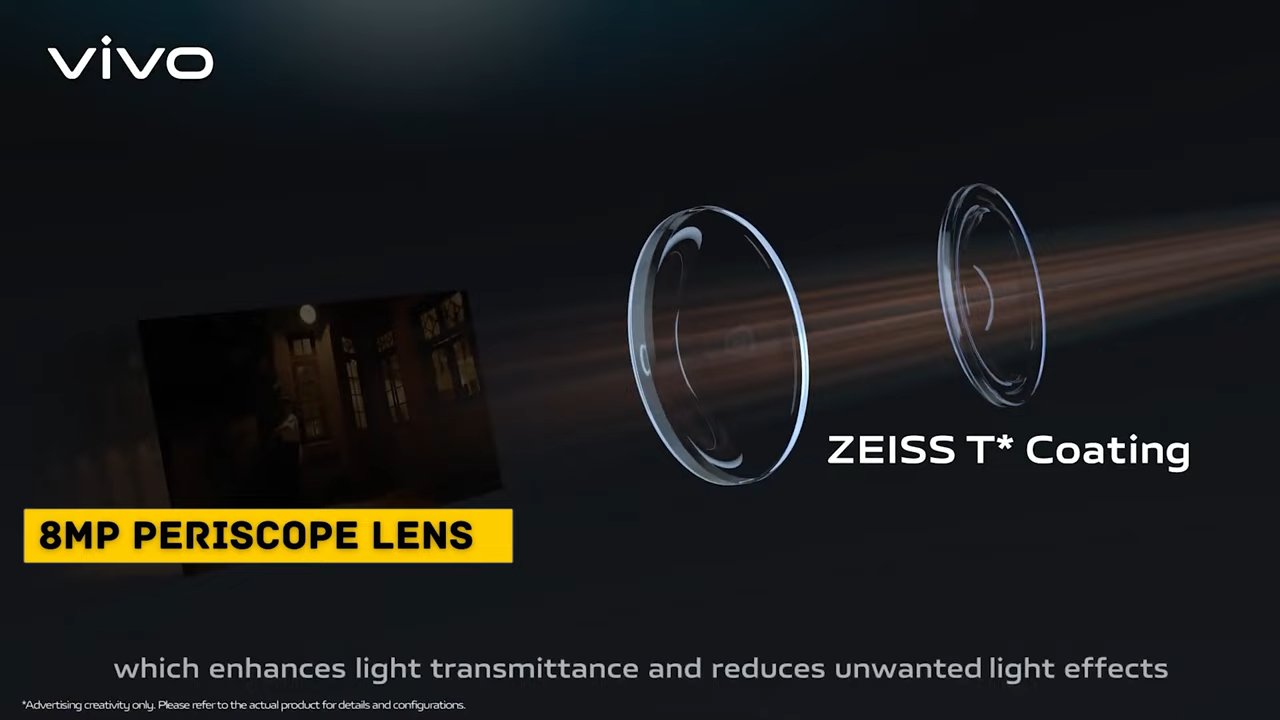 vivo
ZEISS T* Coating
8MP PERISCOPE LENS
which enhances light transmittance and reduces unwanted light effects
*Advertising creativity only. Please refer to the actual product for details and configurations.